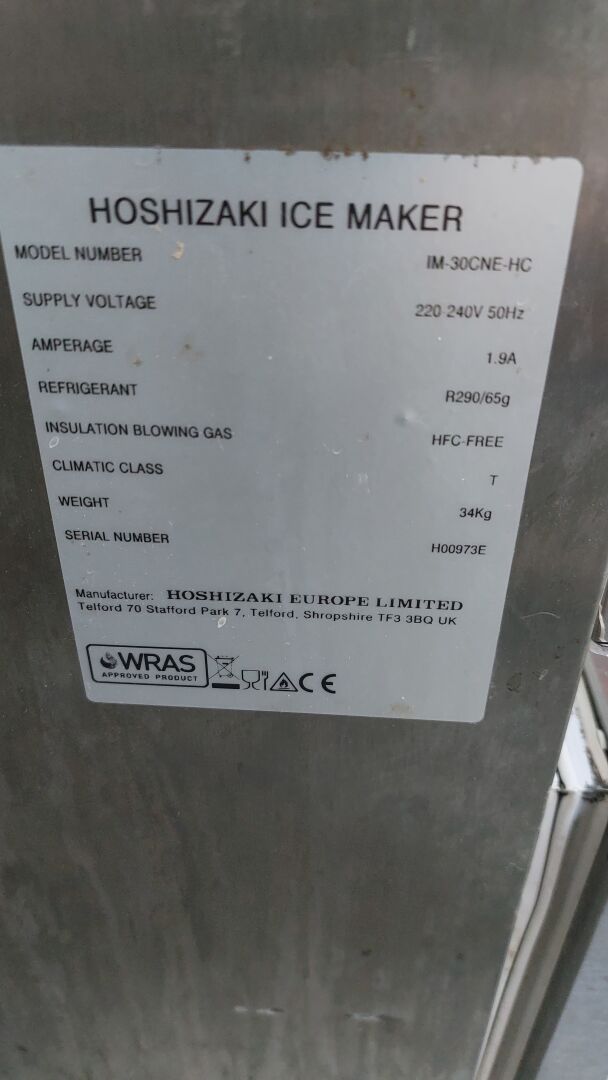 HOSHIZAKI ICE MAKER
MODEL NUMBER IM-30CNE-HC
SUPPLY VOLTAGE 220-240V 50Hz
AMPERAGE 1.9A
REFRIGERANT R290/65g
INSULATION BLOWING GAS HFC-FREE
CLIMATIC CLASS T
WEIGHT 34Kg
SERIAL NUMBER H00973E
Manufacturer: HOSHIZAKI EUROPE LIMITED
Telford 70 Stafford Park 7, Telford, Shropshire TF3 3BQ UK
WRAS CE
APPROVED PRODUCT